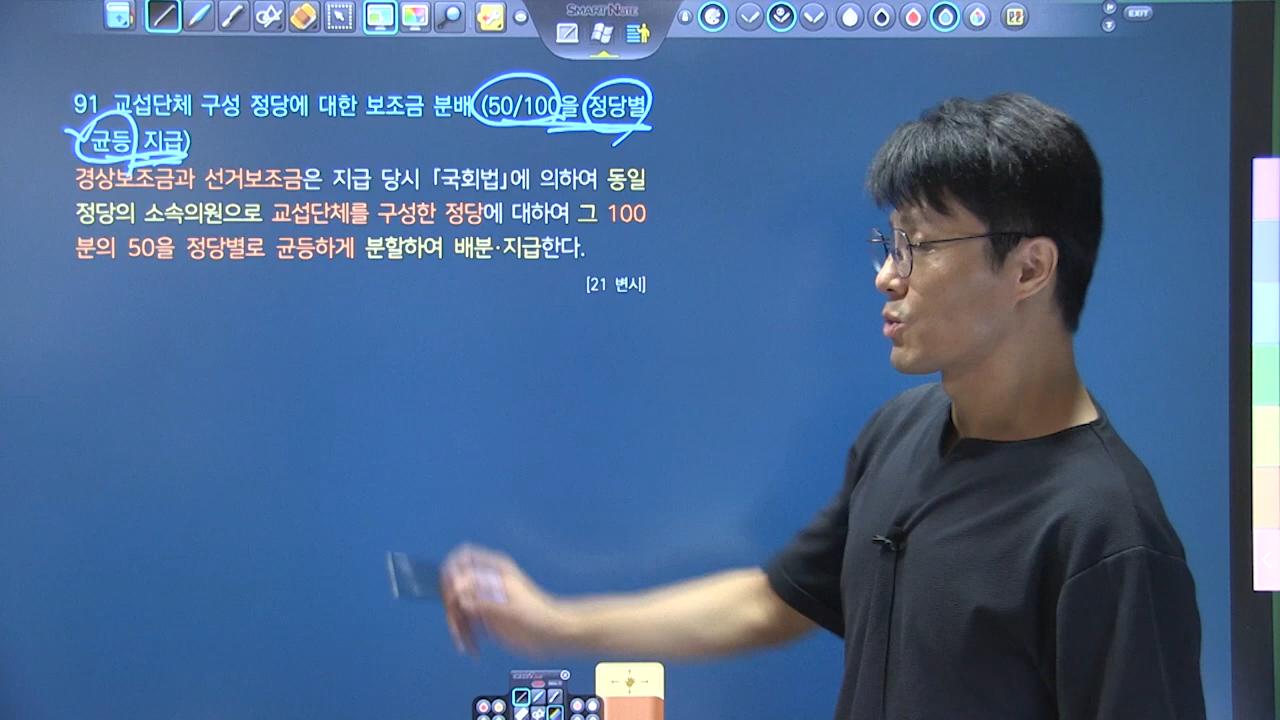 SMART NOTE
EXIT
91 교섭단체 구성 정당에 대한 보조금 분배(50/100을 정당별
균등 지급)
경상보조금과 선거보조금은 지급 당시 「국회법」에 의하여 동일
정당의 소속의원으로 교섭단체를 구성한 정당에 대하여 그 100
분의 50을 정당별로 균등하게 분할하여 배분·지급한다.
[21 변시]